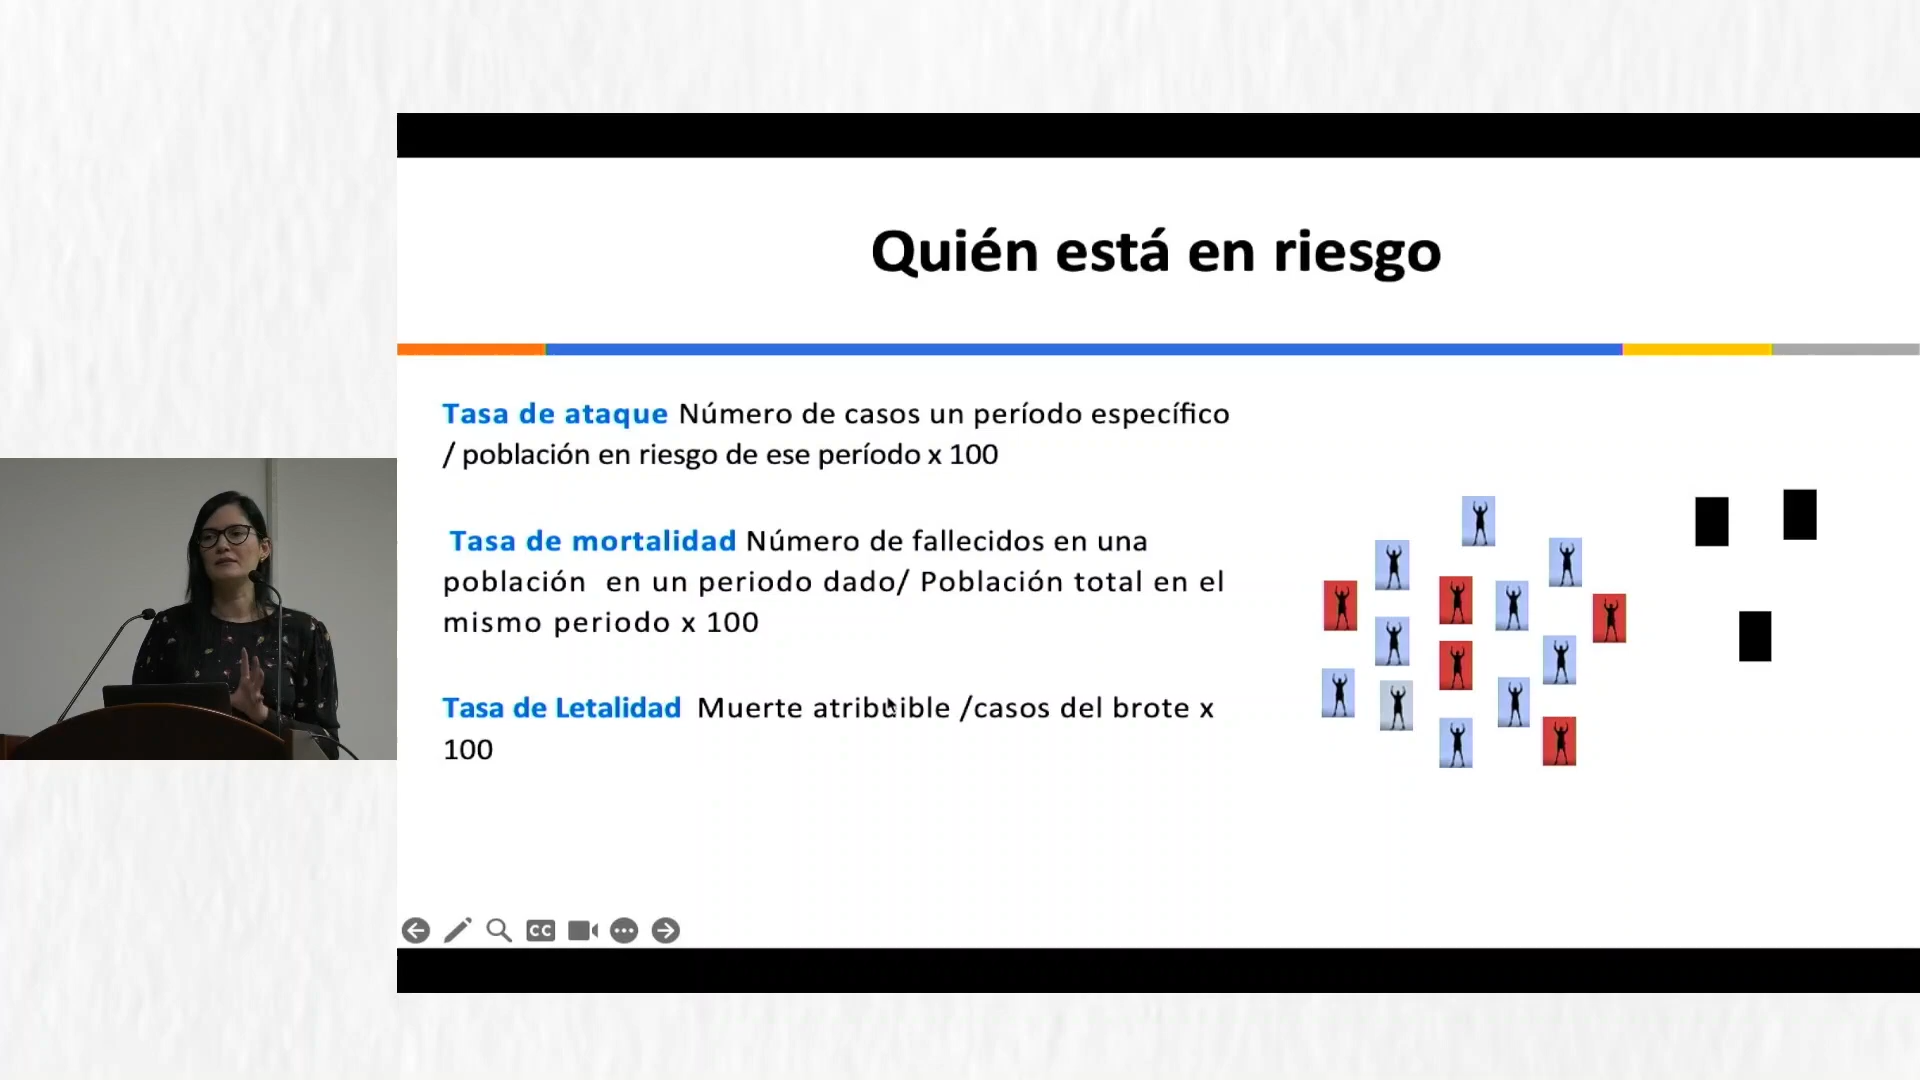 Quién está en riesgo
Tasa de ataque Número de casos un período específico
/ población en riesgo de ese período x 100
Tasa de mortalidad Número de fallecidos en una
población en un periodo dado/ Población total en el
mismo periodo x 100
Tasa de Letalidad Muerte atribuible /casos del brote x
100
CC